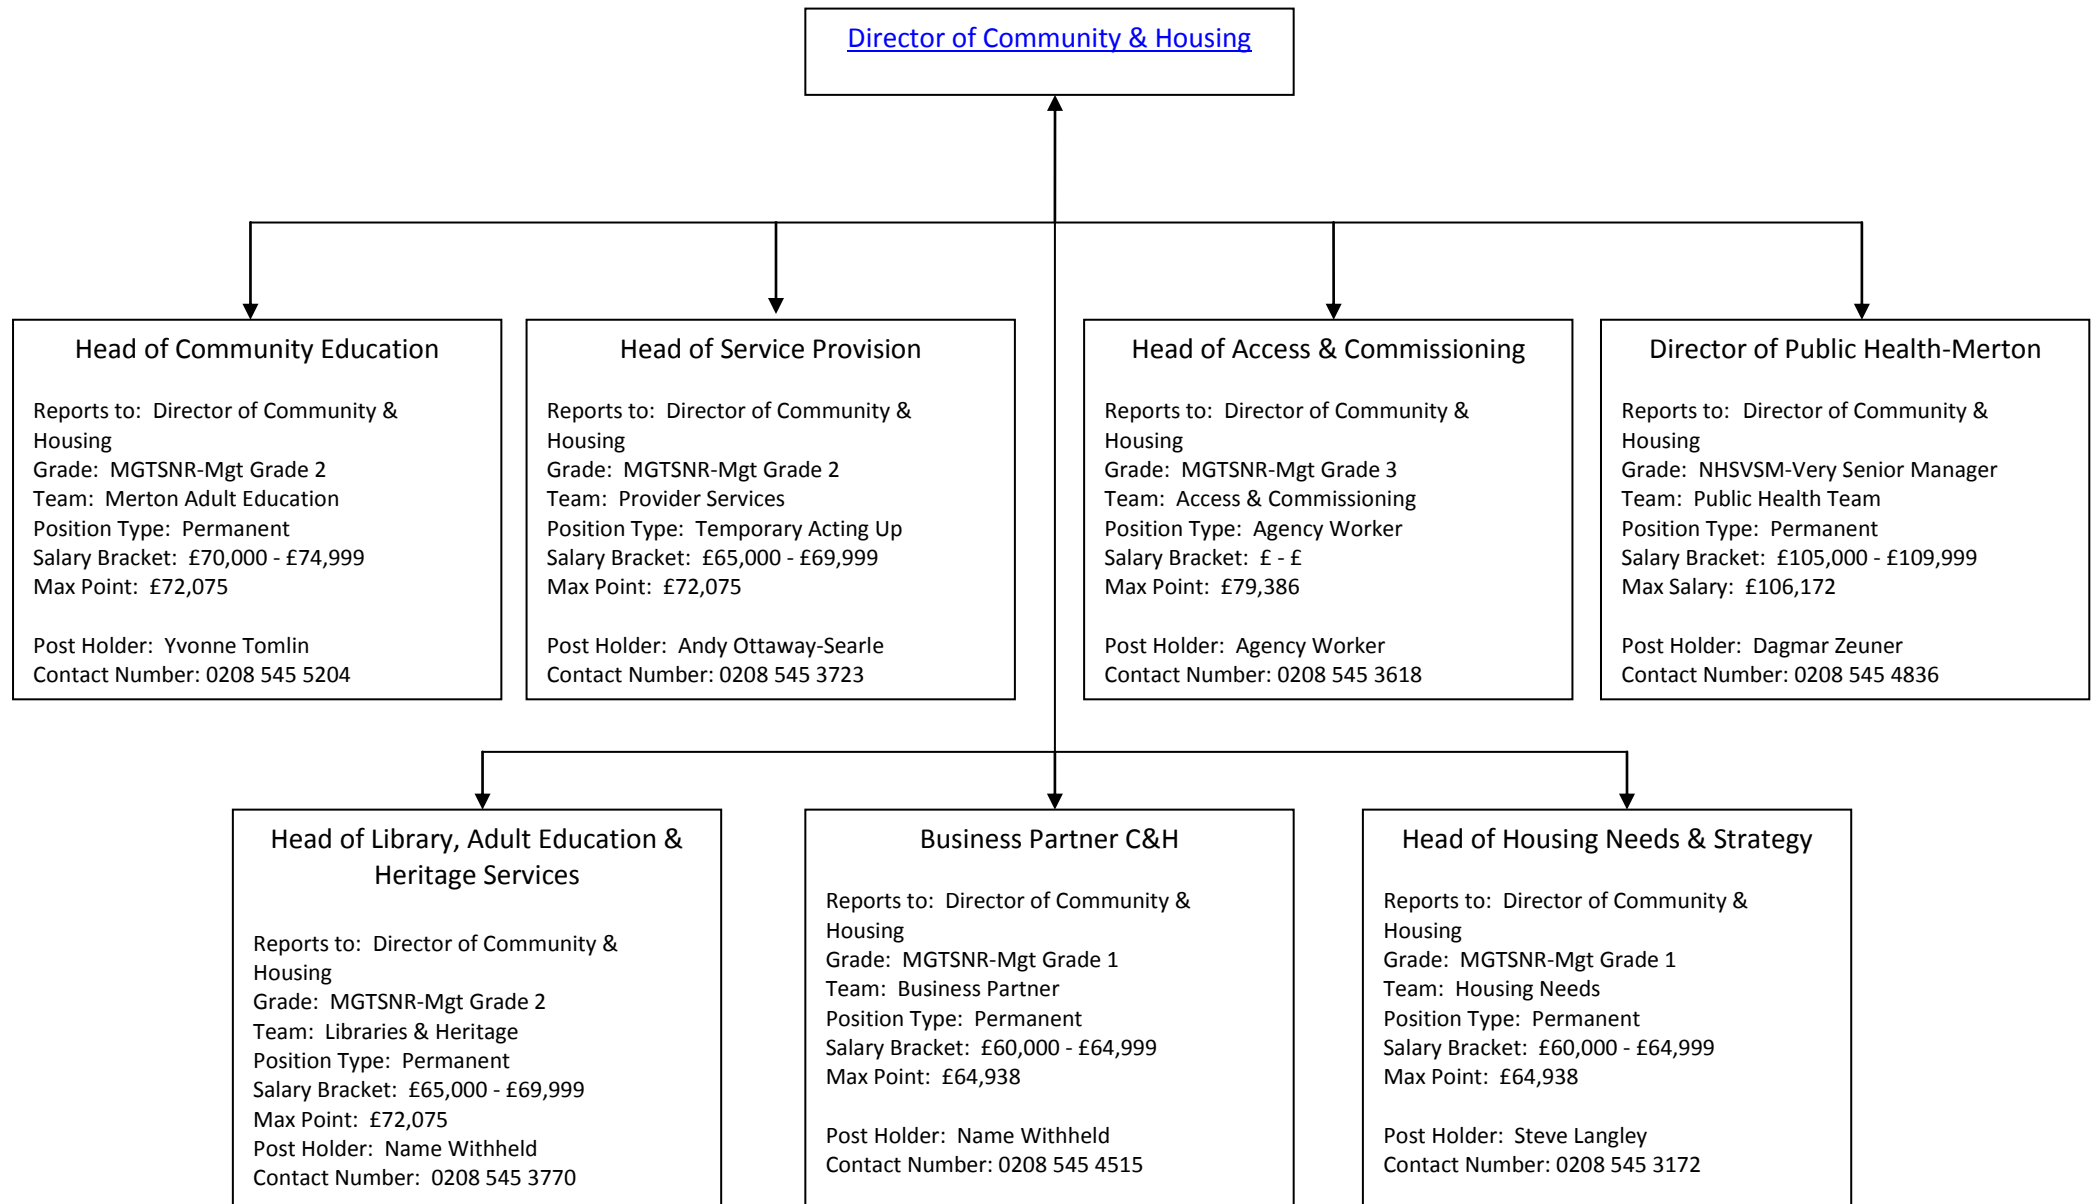 Director of Community & Housing
Head of Community Education
Reports to: Director of Community &
Housing
Grade: MGTSNR-Mgt Grade 2
Team: Merton Adult Education
Position Type: Permanent
Salary Bracket: £70,000 - £74,999
Max Point: £72,075
Post Holder: Yvonne Tomlin
Contact Number: 0208 545 5204
Head of Service Provision
Reports to: Director of Community &
Housing
Grade: MGTSNR-Mgt Grade 2
Team: Provider Services
Position Type: Temporary Acting Up
Salary Bracket: £65,000 - £69,999
Max Point: £72,075
Post Holder: Andy Ottaway-Searle
Contact Number: 0208 545 3723
Head of Access & Commissioning
Reports to: Director of Community &
Housing
Grade: MGTSNR-Mgt Grade 3
Team: Access & Commissioning
Position Type: Agency Worker
Salary Bracket: £ - £
Max Point: £79,386
Post Holder: Agency Worker
Contact Number: 0208 545 3618
Director of Public Health-Merton
Reports to: Director of Community &
Housing
Grade: NHSVSM-Very Senior Manager
Team: Public Health Team
Position Type: Permanent
Salary Bracket: £105,000 - £109,999
Max Salary: £106,172
Post Holder: Dagmar Zeuner
Contact Number: 0208 545 4836
Head of Library, Adult Education &
Heritage Services
Reports to: Director of Community &
Housing
Grade: MGTSNR-Mgt Grade 2
Team: Libraries & Heritage
Position Type: Permanent
Salary Bracket: £65,000 - £69,999
Max Point: £72,075
Post Holder: Name Withheld
Contact Number: 0208 545 3770
Business Partner C&H
Reports to: Director of Community &
Housing
Grade: MGTSNR-Mgt Grade 1
Team: Business Partner
Position Type: Permanent
Salary Bracket: £60,000 - £64,999
Max Point: £64,938
Post Holder: Name Withheld
Contact Number: 0208 545 4515
Head of Housing Needs & Strategy
Reports to: Director of Community &
Housing
Grade: MGTSNR-Mgt Grade 1
Team: Housing Needs
Position Type: Permanent
Salary Bracket: £60,000 - £64,999
Max Point: £64,938
Post Holder: Steve Langley
Contact Number: 0208 545 3172